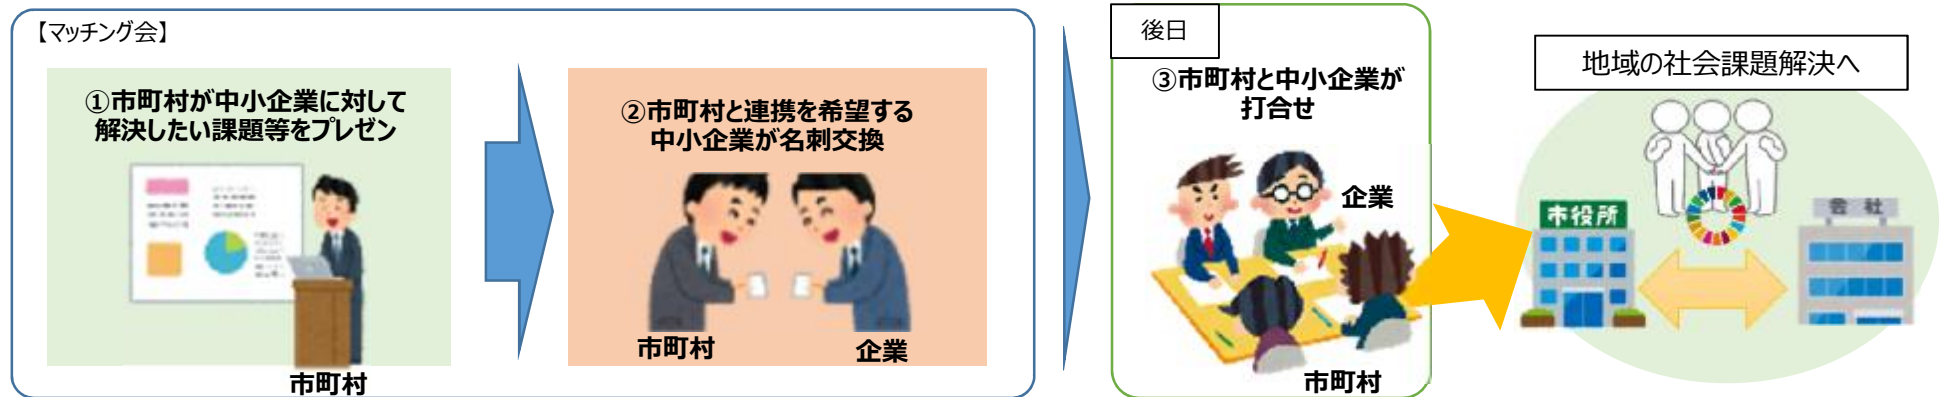 【マッチング会】
①市町村が中小企業に対して
解決したい課題等をプレゼン
市町村
②市町村と連携を希望する
中小企業が名刺交換
市町村
企業
後日
③市町村と中小企業が
打合せ
企業
市町村
地域の社会課題解決へ
市役所
会社